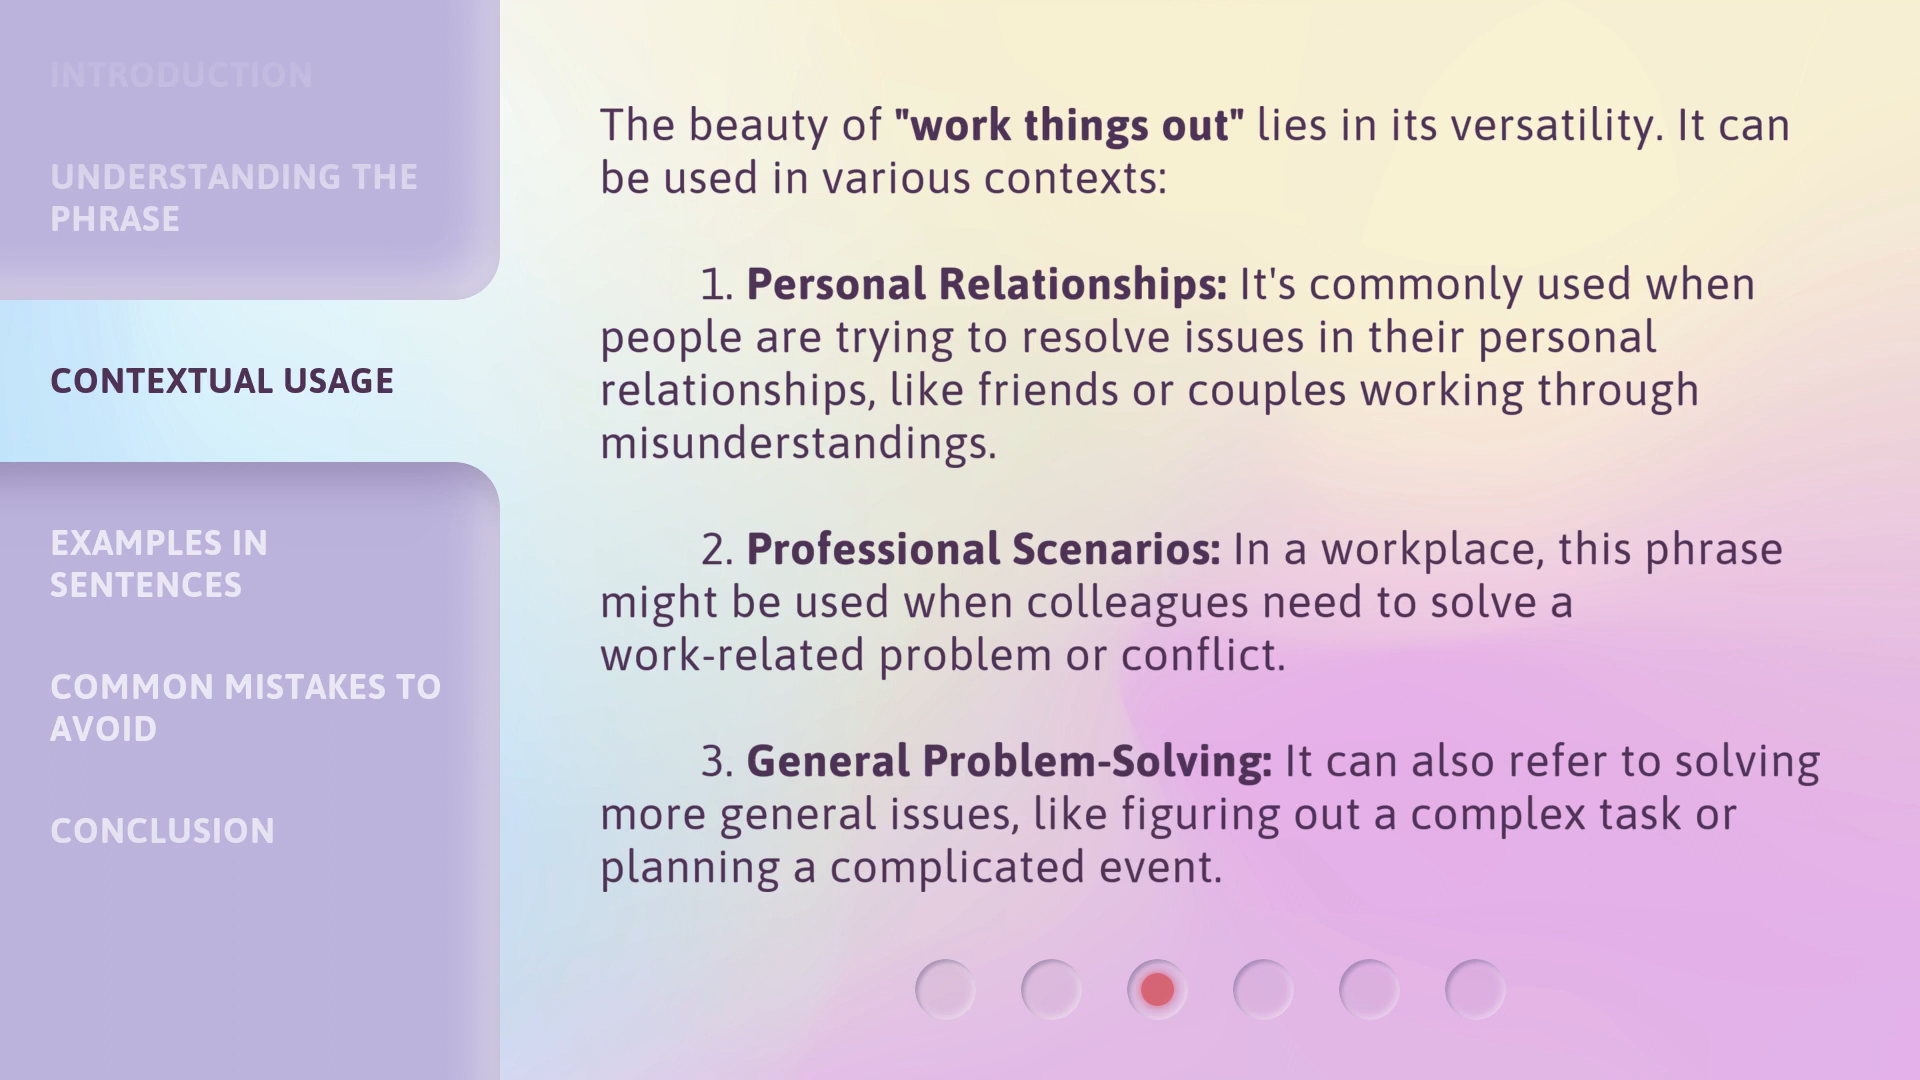 INTRODUCTION
UNDERSTANDING THE
PHRASE
CONTEXTUAL USAGE
EXAMPLES IN
SENTENCES
COMMON MISTAKES TO
AVOID
CONCLUSION
The beauty of "work things out" lies in its versatility. It can
be used in various contexts:
1. Personal Relationships: It's commonly used when
people are trying to resolve issues in their personal
relationships, like friends or couples working through
misunderstandings.
2. Professional Scenarios: In a workplace, this phrase
might be used when colleagues need to solve a
work-related problem or conflict.
3. General Problem-Solving: It can also refer to solving
more general issues, like figuring out a complex task or
planning a complicated event.